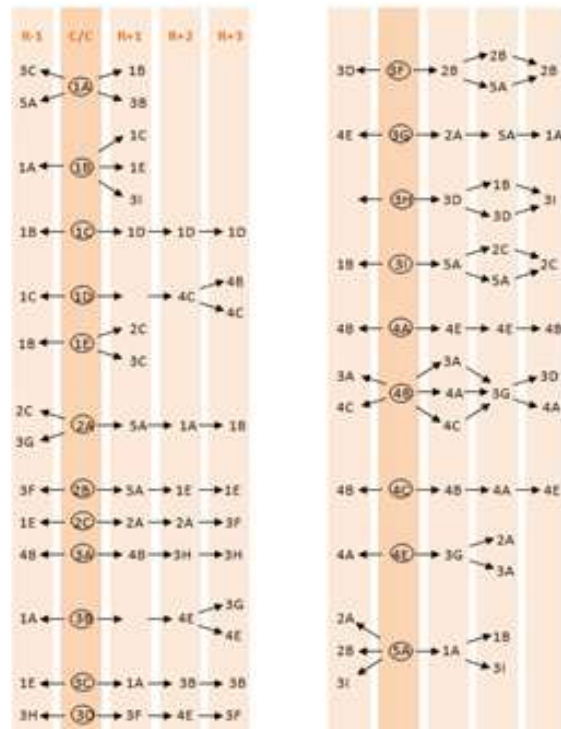 R-1 C/C R+1 R+2 R+3
3C 1B
1A
5A 3B
1C
1A 1B 1E
3I
1B 1C 1D 1D 1D
4B
1C 1D 4C
4C
2C
1B 1E
3C
2C
2A 5A 1A 1B
3G
3F 2B 5A 1E 1E
1E 2C 2A 2A 3F
4B 3A 4B 3H 3H
3G
1A 3B 4E
4E
1E 3C 1A 3B 3B
3H 3D 3F 4E 3F
2B
3D 3F 2B 2B
5A
4E 3G 2A 5A 1A
1B
3H 3D 3I
3D
2C
1B 3I 5A 2C
5A
4B 4A 4E 4E 4B
3A
3A 3D
4B 4A 3G
4C 4A
4C
4B 4C 4B 4A 4E
2A
4A 4E 3G
3A
2A
1B
2B 5A 1A
3I
3I